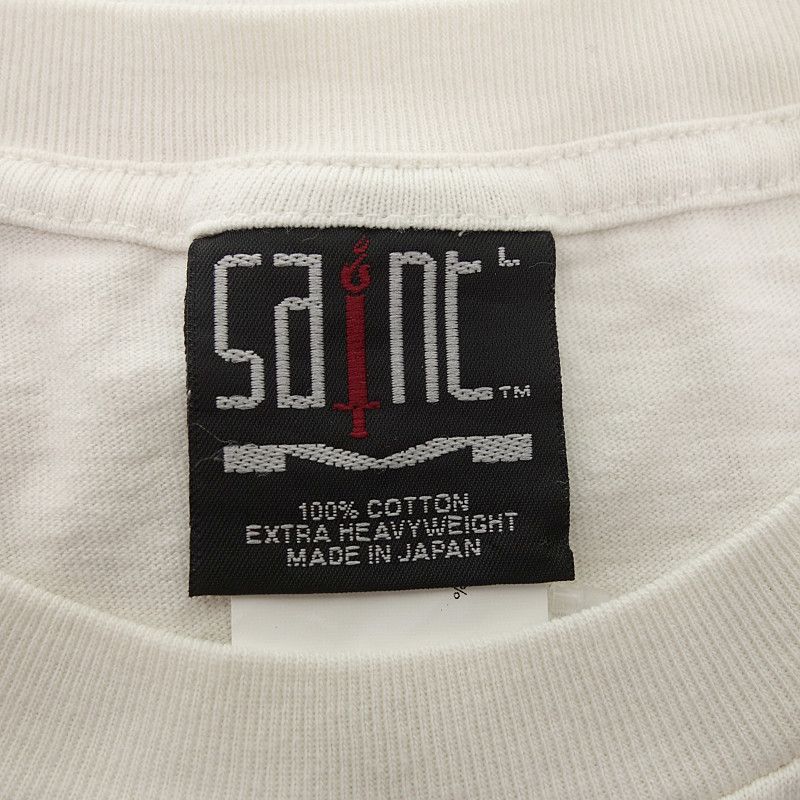 saint L
TM
100% COTTON
EXTRA HEAVYWEIGHT
MADE IN JAPAN
%